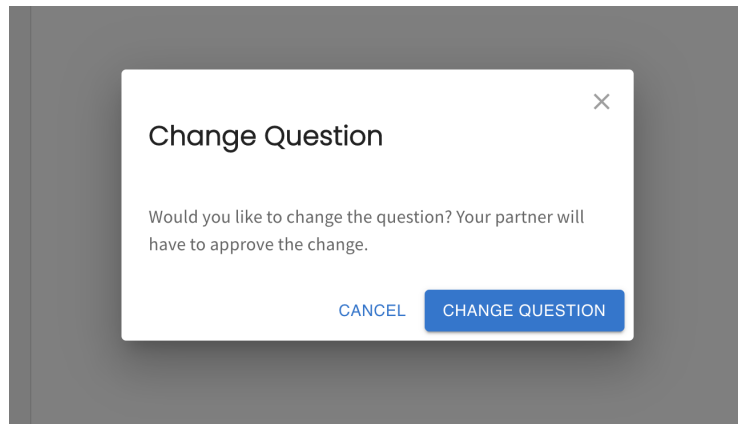 Change Question
Would you like to change the question? Your partner will
have to approve the change.
CANCEL
CHANGE QUESTION